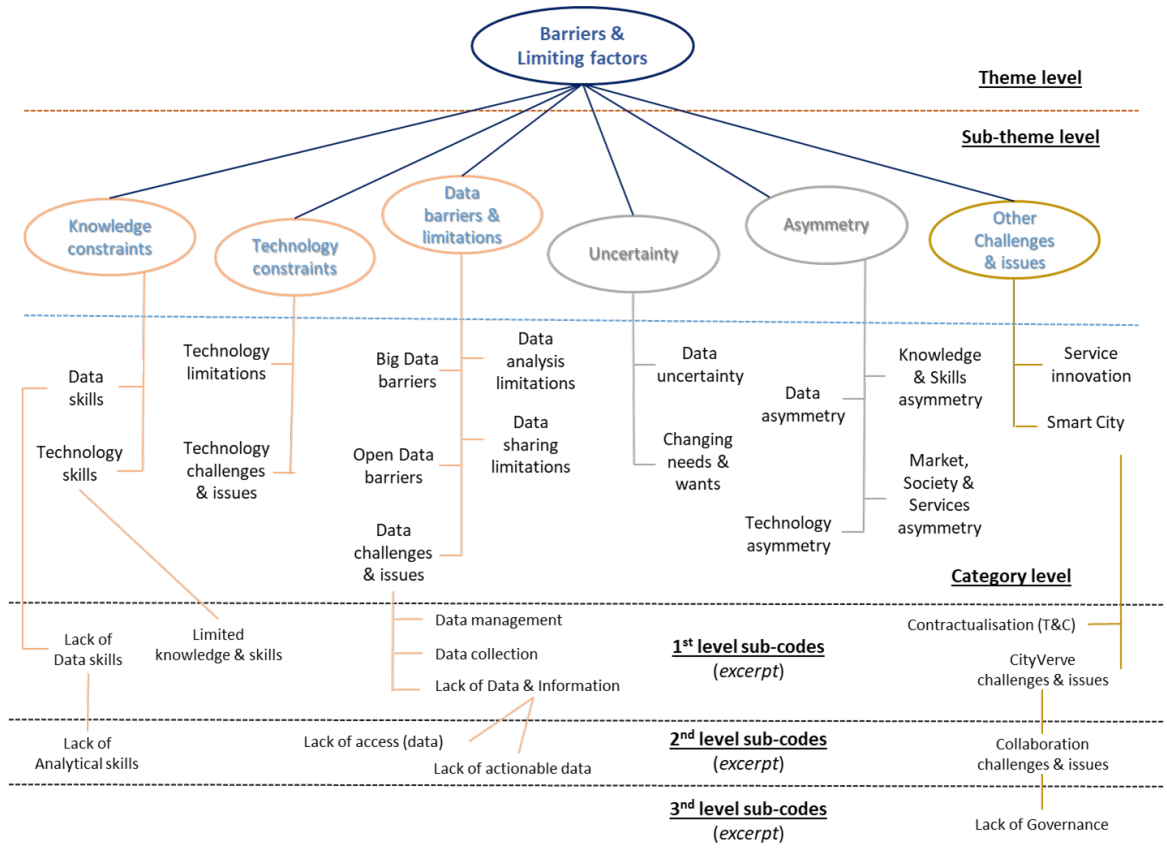 Barriers &
Limiting factors
Theme level
Sub-theme level
Knowledge
constraints
Technology
constraints
Data
barriers &
limitations
Uncertainty
Asymmetry
Other
Challenges
& issues
Data
skills
Technology
skills
Technology
limitations
Technology
challenges
& issues
Big Data
barriers
Data
analysis
limitations
Open Data
barriers
Data
sharing
limitations
Data
challenges
& issues
Data
uncertainty
Changing
needs &
wants
Data
asymmetry
Knowledge
& Skills
asymmetry
Technology
asymmetry
Market,
Society &
Services
asymmetry
Service
innovation
Smart City
Category level
Lack of
Data skills
Limited
knowledge & skills
Data management
Data collection
Lack of Data & Information
1st level sub-codes
(excerpt)
Contractualisation (T&C)
CityVerve
challenges & issues
Lack of
Analytical skills
Lack of access (data)
Lack of actionable data
2nd level sub-codes
(excerpt)
Collaboration
challenges & issues
3rd level sub-codes
(excerpt)
Lack of Governance